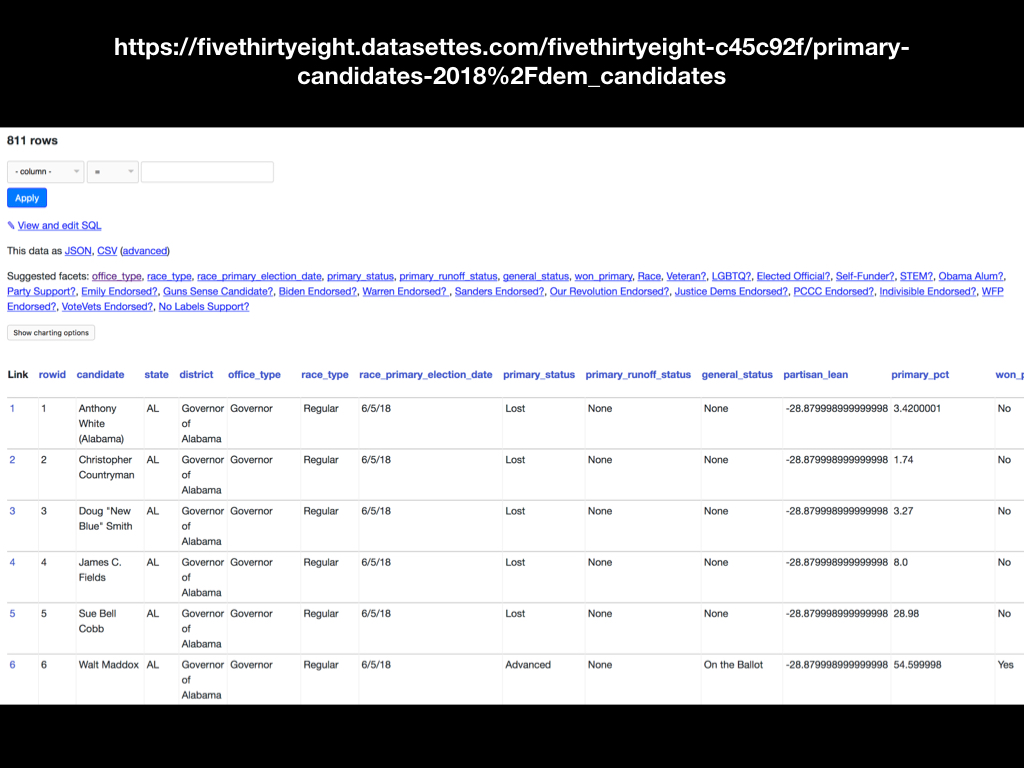 https://fivethirtyeight.datasettes.com/fivethirtyeight-c45c92f/primary-
candidates-2018%2Fdem_candidates
811 rows
- column - =
Apply
✎ View and edit SQL
This data as JSON, CSV (advanced)
Suggested facets: office_type, race_type, race_primary_election_date, primary_status, primary_runoff_status, general_status, won_primary, Race, Veteran?, LGBTQ?, Elected Official?, Self-Funder?, STEM?, Obama Alum?,
Party Support?, Emily Endorsed?, Guns Sense Candidate?, Biden Endorsed?, Warren Endorsed? , Sanders Endorsed?, Our Revolution Endorsed?, Justice Dems Endorsed?, PCCC Endorsed?, Indivisible Endorsed?, WFP
Endorsed?, VoteVets Endorsed?, No Labels Support?
Show charting options
Link rowid candidate state district office_type race_type race_primary_election_date primary_status primary_runoff_status general_status partisan_lean primary_pct won_p
1 1 Anthony AL Governor Governor Regular 6/5/18 Lost None None -28.879998999999998 3.4200001 No
White of
(Alabama) Alabama
2 2 Christopher AL Governor Governor Regular 6/5/18 Lost None None -28.879998999999998 1.74 No
Countryman of
Alabama
3 3 Doug "New AL Governor Governor Regular 6/5/18 Lost None None -28.879998999999998 3.27 No
Blue" Smith of
Alabama
4 4 James C. AL Governor Governor Regular 6/5/18 Lost None None -28.879998999999998 8.0 No
Fields of
Alabama
5 5 Sue Bell AL Governor Governor Regular 6/5/18 Lost None None -28.879998999999998 28.98 No
Cobb of
Alabama
6 6 Walt Maddox AL Governor Governor Regular 6/5/18 Advanced None On the Ballot -28.879998999999998 54.599998 Yes
of
Alabama